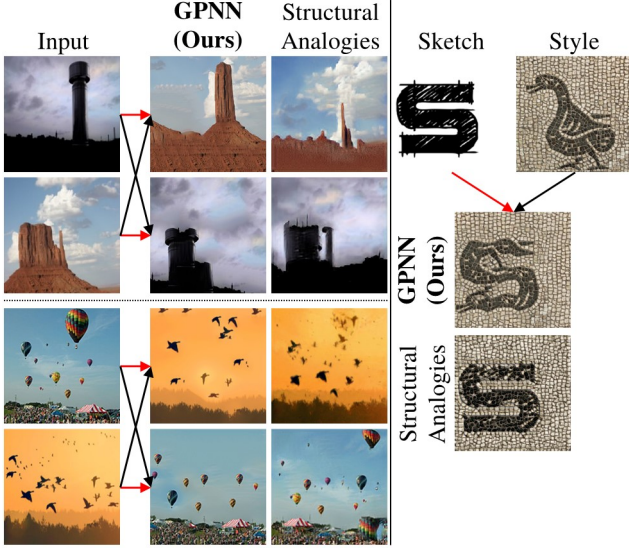 Input
GPNN
(Ours)
Structural
Analogies
Sketch
Style
GPNN
(Ours)
Structural
Analogies